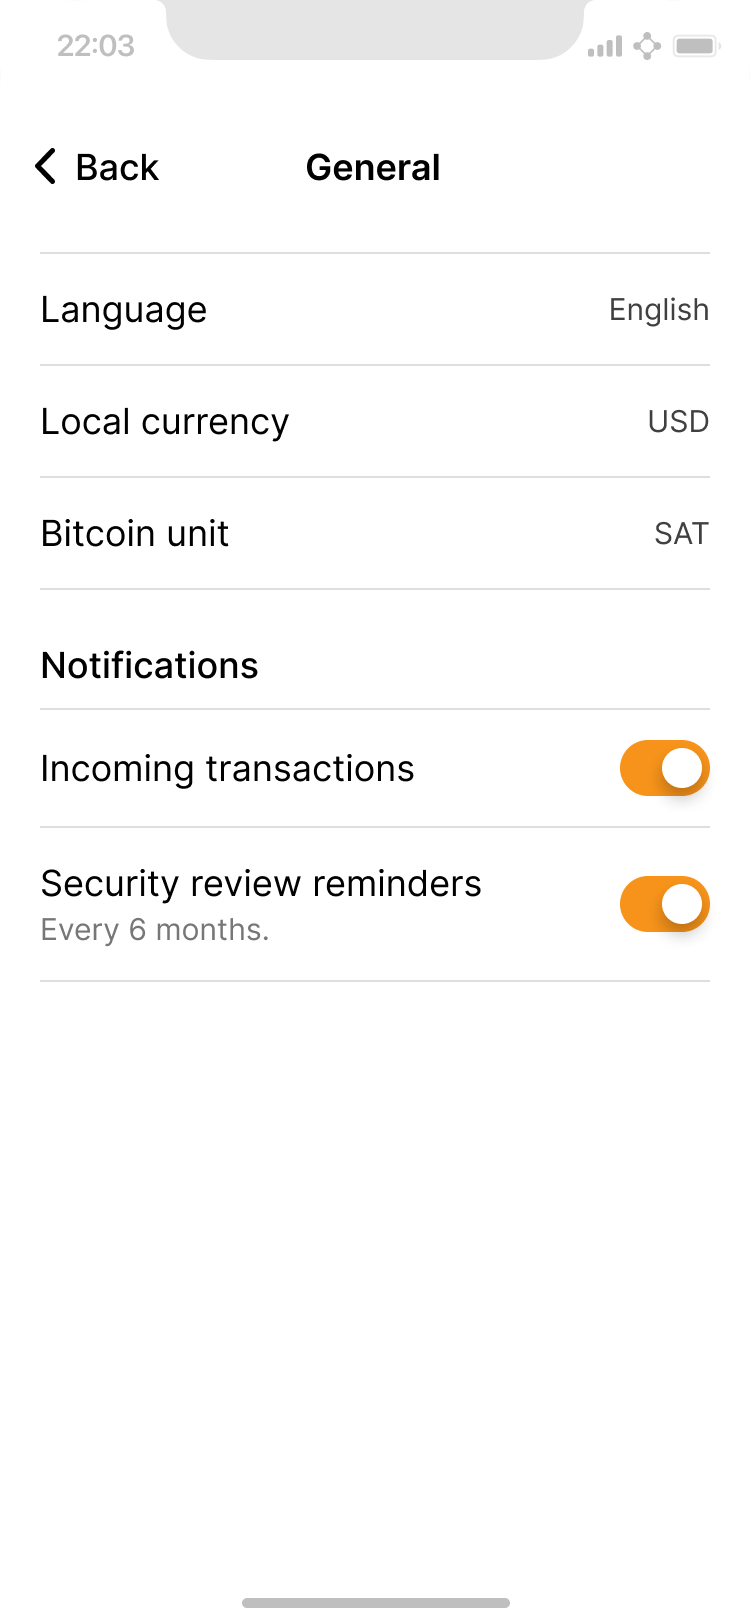 22:03
Back
General
Language
English
Local currency
USD
Bitcoin unit
SAT
Notifications
Incoming transactions
Security review reminders
Every 6 months.